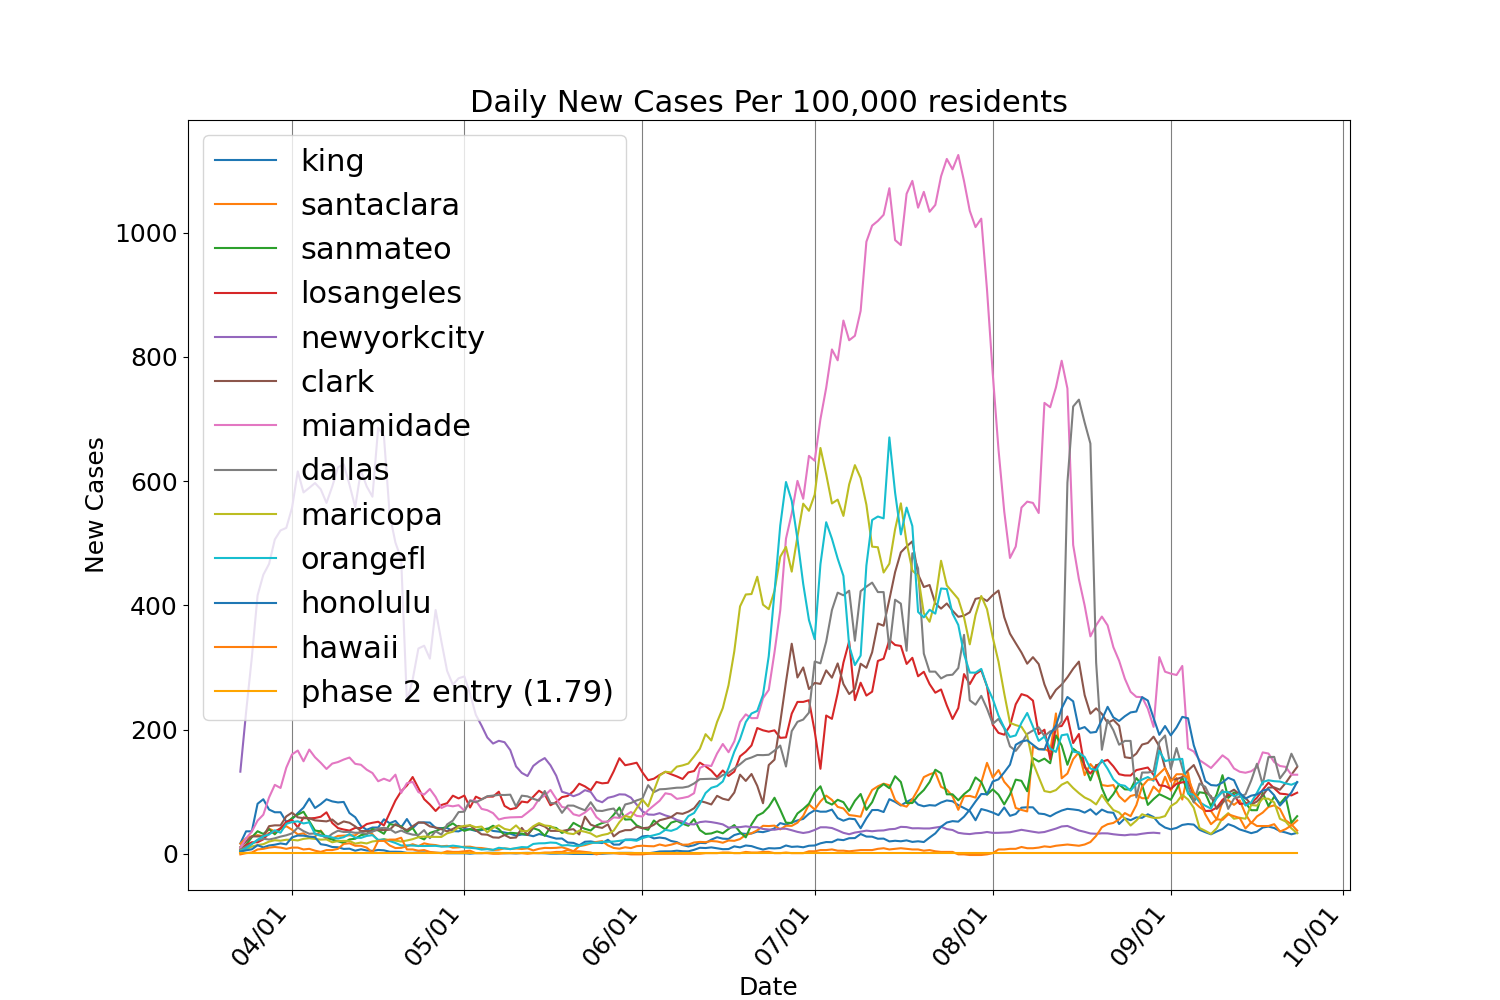 Daily New Cases Per 100,000 residents
king
santaclara
sanmateo
losangeles
newyorkcity
clark
miamidade
dallas
maricopa
orangefl
honolulu
hawaii
phase 2 entry (1.79)
1000
800
600
400
200
0
New Cases
04/01
05/01
06/01
07/01
08/01
09/01
10/01
Date